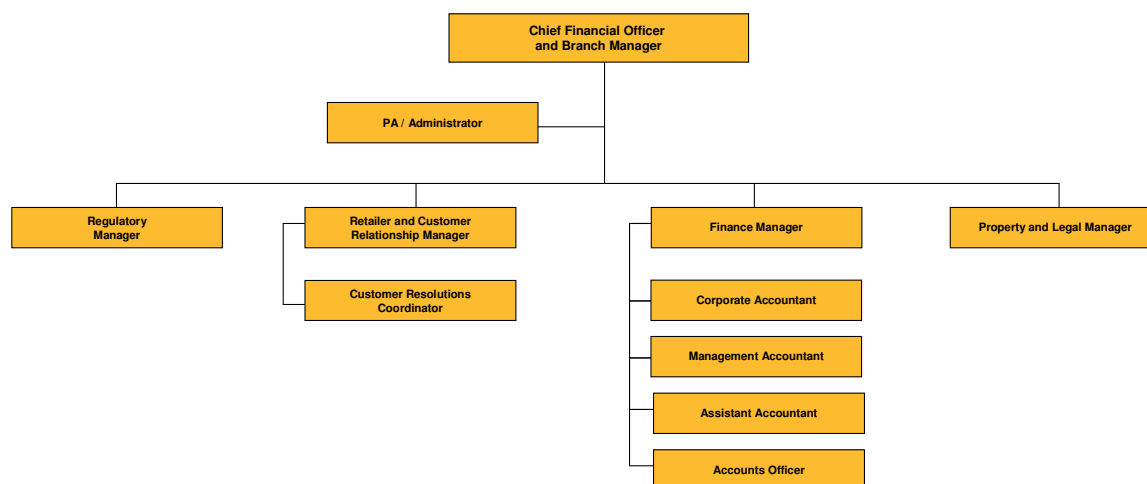 Chief Financial Officer
and Branch Manager
PA / Administrator
Regulatory
Manager
Retailer and Customer
Relationship Manager
Finance Manager
Property and Legal Manager
Customer Resolutions
Coordinator
Corporate Accountant
Management Accountant
Assistant Accountant
Accounts Officer